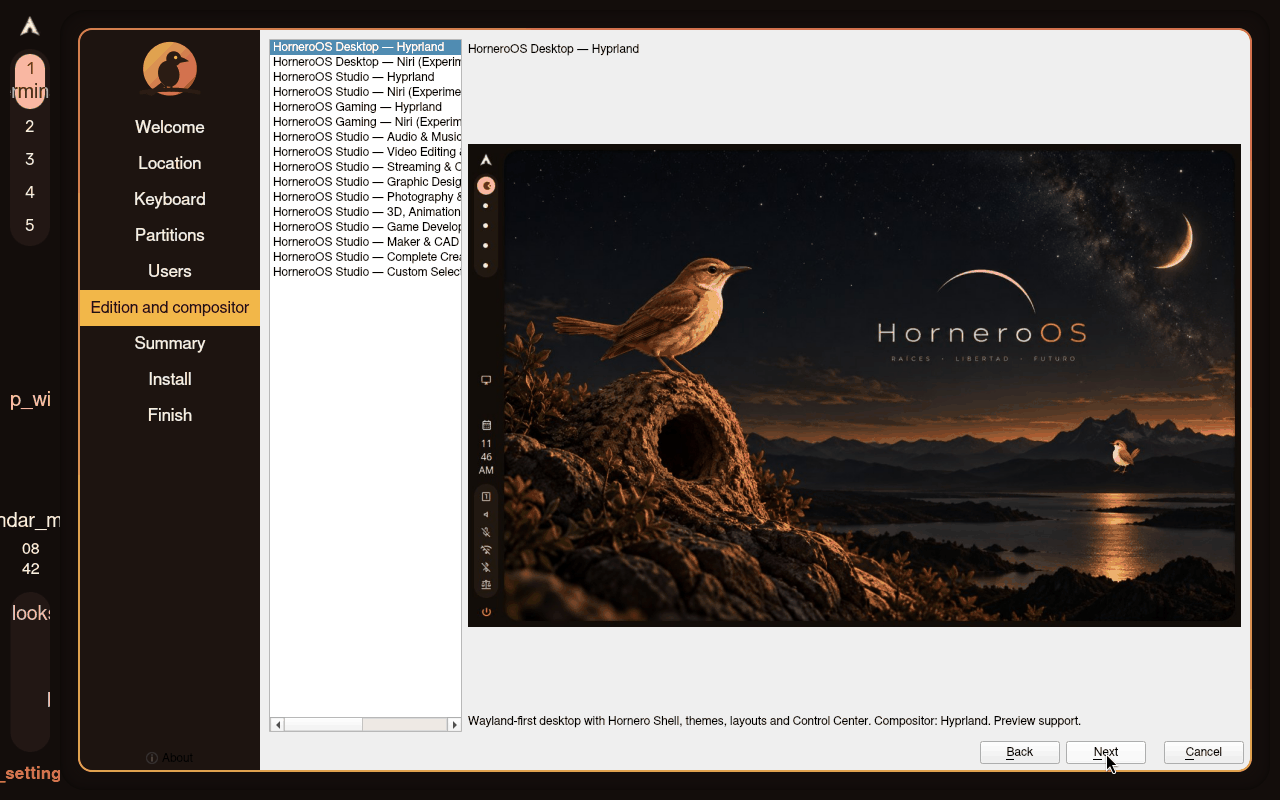 1
rmin
2
3
4
5
p_wi
ndar_m
08
42
looks
_setting
Welcome
Location
Keyboard
Partitions
Users
Edition and compositor
Summary
Install
Finish
About
HorneroOS Desktop — Hyprland
HorneroOS Desktop — Niri (Experim
HorneroOS Studio — Hyprland
HorneroOS Studio — Niri (Experime
HorneroOS Gaming — Hyprland
HorneroOS Gaming — Niri (Experim
HorneroOS Studio — Audio & Music
HorneroOS Studio — Video Editing &
HorneroOS Studio — Streaming & C
HorneroOS Studio — Graphic Desig
HorneroOS Studio — Photography &
HorneroOS Studio — 3D, Animation
HorneroOS Studio — Game Develop
HorneroOS Studio — Maker & CAD
HorneroOS Studio — Complete Crea
HorneroOS Studio — Custom Select
HorneroOS Desktop — Hyprland
HorneroOS
RAÍCES · LIBERTAD · FUTURO
11
46
AM
Wayland-first desktop with Hornero Shell, themes, layouts and Control Center. Compositor: Hyprland. Preview support.
Back
Next
Cancel